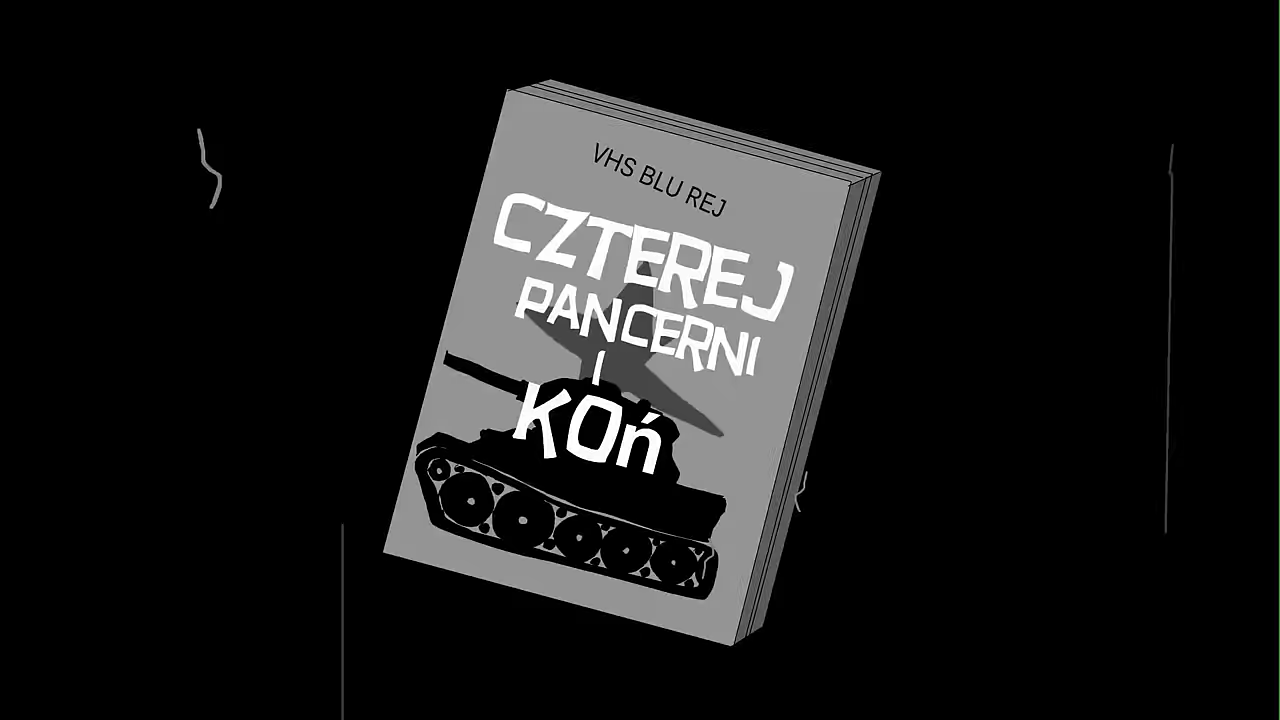 VHS BLU REJ
CZTEREJ
PANCERNI
I
KOń